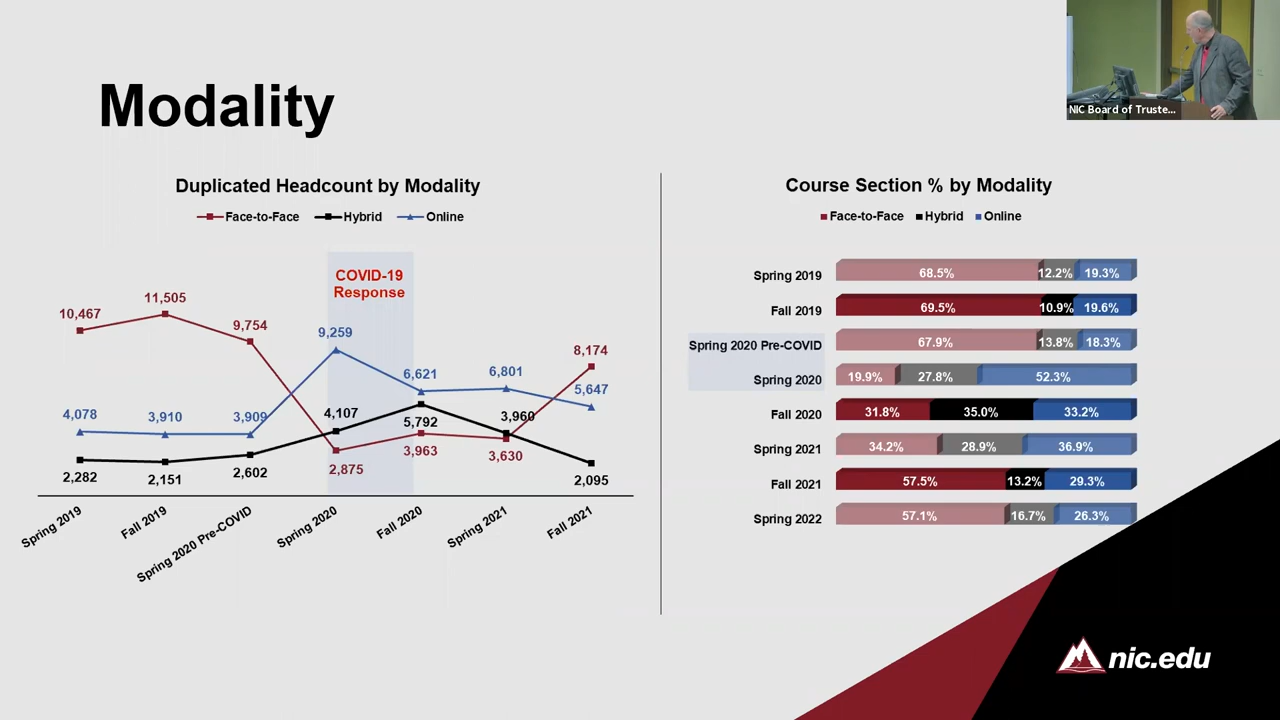 NIC Board of Truste...
Modality
Duplicated Headcount by Modality
Face-to-Face Hybrid Online
COVID-19
Response
10,467 11,505 9,754 2,875 3,963 3,630 8,174
4,078 3,910 3,909 9,259 6,621 6,801 5,647
2,282 2,151 2,602 4,107 5,792 3,960 2,095
Spring 2019
Fall 2019
Spring 2020 Pre-COVID
Spring 2020
Fall 2020
Spring 2021
Fall 2021
Course Section % by Modality
Face-to-Face Hybrid Online
Spring 2019 68.5% 12.2% 19.3%
Fall 2019 69.5% 10.9% 19.6%
Spring 2020 Pre-COVID 67.9% 13.8% 18.3%
Spring 2020 19.9% 27.8% 52.3%
Fall 2020 31.8% 35.0% 33.2%
Spring 2021 34.2% 28.9% 36.9%
Fall 2021 57.5% 13.2% 29.3%
Spring 2022 57.1% 16.7% 26.3%
nic.edu